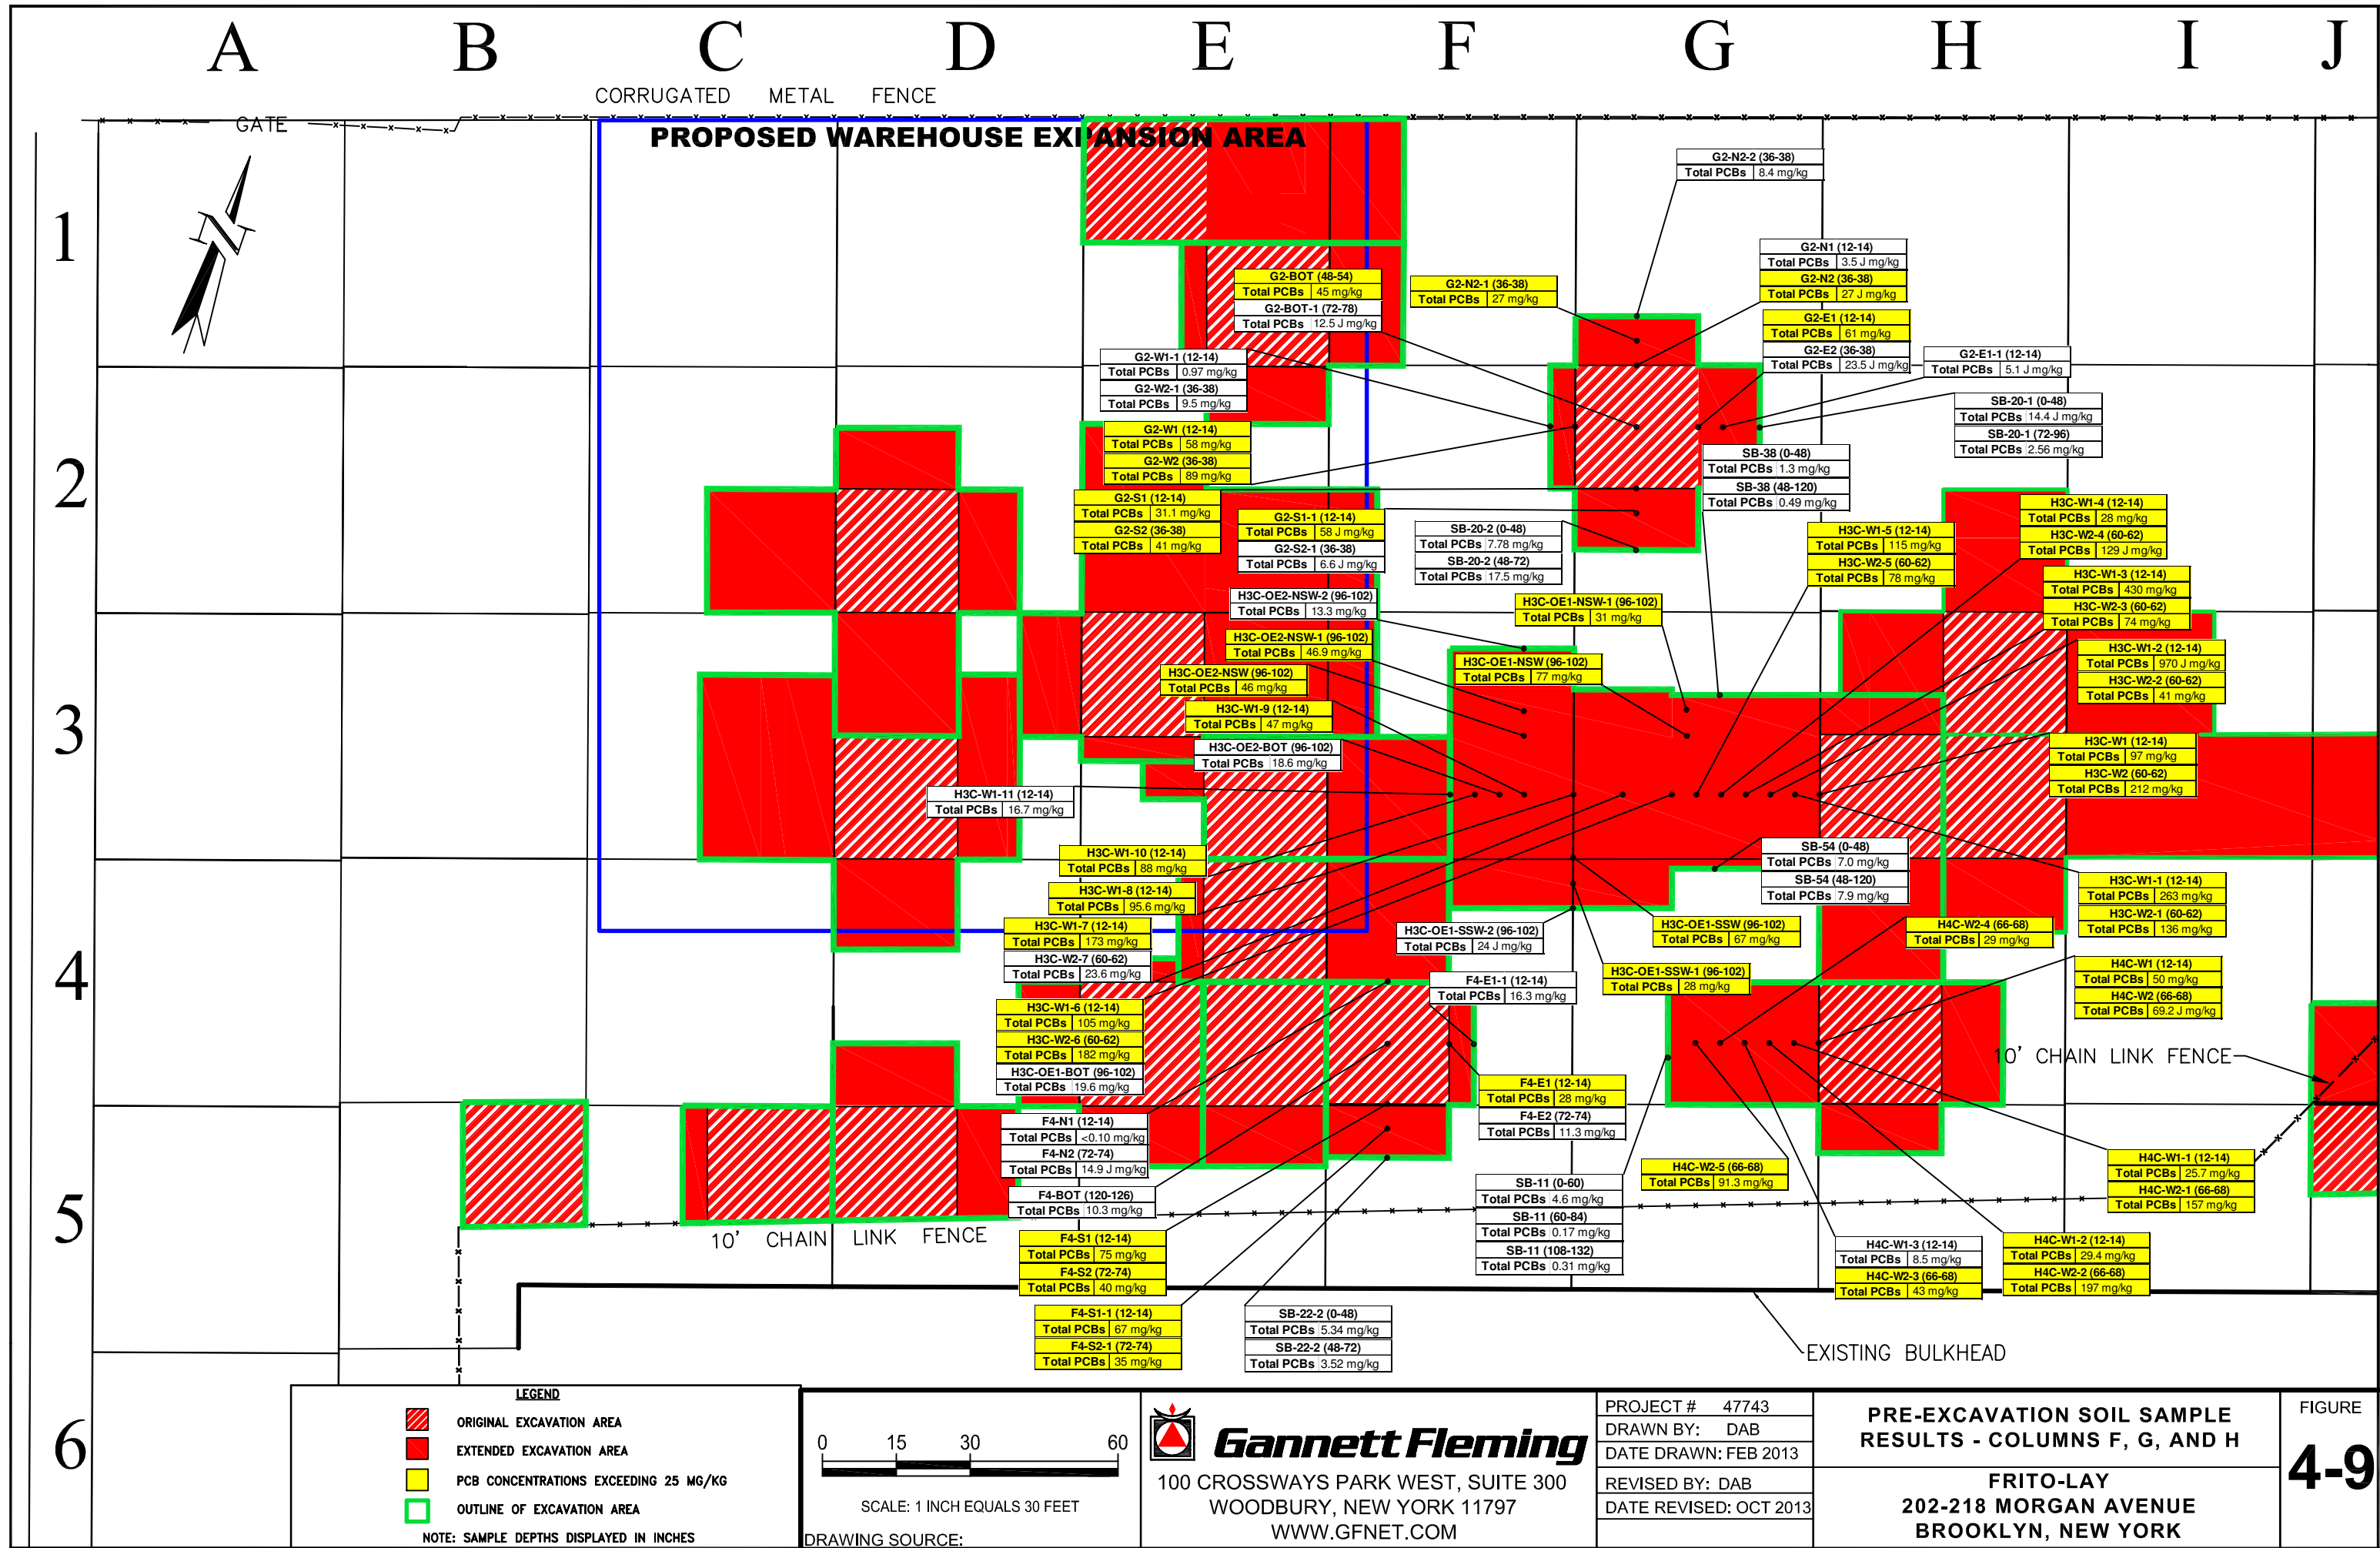 A B C D E F G H I J
CORRUGATED METAL FENCE
GATE
PROPOSED WAREHOUSE EXPANSION AREA
1
2
3
4
5
6
G2-N2-2 (36-38)
Total PCBs 8.4 mg/kg
G2-N1 (12-14)
Total PCBs 3.5 J mg/kg
G2-N2 (36-38)
Total PCBs 27 J mg/kg
G2-BOT (48-54)
Total PCBs 45 mg/kg
G2-BOT-1 (72-78)
Total PCBs 12.5 J mg/kg
G2-N2-1 (36-38)
Total PCBs 27 mg/kg
G2-E1 (12-14)
Total PCBs 61 mg/kg
G2-E2 (36-38)
Total PCBs 23.5 J mg/kg
G2-E1-1 (12-14)
Total PCBs 5.1 J mg/kg
G2-W1-1 (12-14)
Total PCBs 0.97 mg/kg
G2-W2-1 (36-38)
Total PCBs 9.5 mg/kg
SB-20-1 (0-48)
Total PCBs 14.4 J mg/kg
SB-20-1 (72-96)
Total PCBs 2.56 mg/kg
G2-W1 (12-14)
Total PCBs 58 mg/kg
G2-W2 (36-38)
Total PCBs 89 mg/kg
SB-38 (0-48)
Total PCBs 1.3 mg/kg
SB-38 (48-120)
Total PCBs 0.49 mg/kg
G2-S1 (12-14)
Total PCBs 31.1 mg/kg
G2-S2 (36-38)
Total PCBs 41 mg/kg
G2-S1-1 (12-14)
Total PCBs 58 J mg/kg
G2-S2-1 (36-38)
Total PCBs 6.6 J mg/kg
SB-20-2 (0-48)
Total PCBs 7.78 mg/kg
SB-20-2 (48-72)
Total PCBs 17.5 mg/kg
H3C-W1-5 (12-14)
Total PCBs 115 mg/kg
H3C-W2-5 (60-62)
Total PCBs 78 mg/kg
H3C-W1-4 (12-14)
Total PCBs 28 mg/kg
H3C-W2-4 (60-62)
Total PCBs 129 J mg/kg
H3C-W1-3 (12-14)
Total PCBs 430 mg/kg
H3C-W2-3 (60-62)
Total PCBs 74 mg/kg
H3C-OE2-NSW-2 (96-102)
Total PCBs 13.3 mg/kg
H3C-OE1-NSW-1 (96-102)
Total PCBs 31 mg/kg
H3C-OE2-NSW-1 (96-102)
Total PCBs 46.9 mg/kg
H3C-W1-2 (12-14)
Total PCBs 970 J mg/kg
H3C-W2-2 (60-62)
Total PCBs 41 mg/kg
H3C-OE2-NSW (96-102)
Total PCBs 46 mg/kg
H3C-OE1-NSW (96-102)
Total PCBs 77 mg/kg
H3C-W1-9 (12-14)
Total PCBs 47 mg/kg
H3C-OE2-BOT (96-102)
Total PCBs 18.6 mg/kg
H3C-W1 (12-14)
Total PCBs 97 mg/kg
H3C-W2 (60-62)
Total PCBs 212 mg/kg
H3C-W1-11 (12-14)
Total PCBs 16.7 mg/kg
H3C-W1-10 (12-14)
Total PCBs 88 mg/kg
SB-54 (0-48)
Total PCBs 7.0 mg/kg
SB-54 (48-120)
Total PCBs 7.9 mg/kg
H3C-W1-8 (12-14)
Total PCBs 95.6 mg/kg
H3C-W1-1 (12-14)
Total PCBs 263 mg/kg
H3C-W2-1 (60-62)
Total PCBs 136 mg/kg
H3C-W1-7 (12-14)
Total PCBs 173 mg/kg
H3C-W2-7 (60-62)
Total PCBs 23.6 mg/kg
H3C-OE1-SSW-2 (96-102)
Total PCBs 24 J mg/kg
H3C-OE1-SSW (96-102)
Total PCBs 67 mg/kg
H4C-W2-4 (66-68)
Total PCBs 29 mg/kg
H3C-OE1-SSW-1 (96-102)
Total PCBs 28 mg/kg
F4-E1-1 (12-14)
Total PCBs 16.3 mg/kg
H4C-W1 (12-14)
Total PCBs 50 mg/kg
H4C-W2 (66-68)
Total PCBs 69.2 J mg/kg
H3C-W1-6 (12-14)
Total PCBs 105 mg/kg
H3C-W2-6 (60-62)
Total PCBs 182 mg/kg
H3C-OE1-BOT (96-102)
Total PCBs 19.6 mg/kg
10' CHAIN LINK FENCE
F4-E1 (12-14)
Total PCBs 28 mg/kg
F4-E2 (72-74)
Total PCBs 11.3 mg/kg
F4-N1 (12-14)
Total PCBs <0.10 mg/kg
F4-N2 (72-74)
Total PCBs 14.9 J mg/kg
F4-BOT (120-126)
Total PCBs 10.3 mg/kg
SB-11 (0-60)
Total PCBs 4.6 mg/kg
SB-11 (60-84)
Total PCBs 0.17 mg/kg
SB-11 (108-132)
Total PCBs 0.31 mg/kg
H4C-W2-5 (66-68)
Total PCBs 91.3 mg/kg
H4C-W1-1 (12-14)
Total PCBs 25.7 mg/kg
H4C-W2-1 (66-68)
Total PCBs 157 mg/kg
10' CHAIN LINK FENCE
F4-S1 (12-14)
Total PCBs 75 mg/kg
F4-S2 (72-74)
Total PCBs 40 mg/kg
H4C-W1-3 (12-14)
Total PCBs 8.5 mg/kg
H4C-W2-3 (66-68)
Total PCBs 43 mg/kg
H4C-W1-2 (12-14)
Total PCBs 29.4 mg/kg
H4C-W2-2 (66-68)
Total PCBs 197 mg/kg
F4-S1-1 (12-14)
Total PCBs 67 mg/kg
F4-S2-1 (72-74)
Total PCBs 35 mg/kg
SB-22-2 (0-48)
Total PCBs 5.34 mg/kg
SB-22-2 (48-72)
Total PCBs 3.52 mg/kg
EXISTING BULKHEAD
LEGEND
ORIGINAL EXCAVATION AREA
EXTENDED EXCAVATION AREA
PCB CONCENTRATIONS EXCEEDING 25 MG/KG
OUTLINE OF EXCAVATION AREA
NOTE: SAMPLE DEPTHS DISPLAYED IN INCHES
0 15 30 60
SCALE: 1 INCH EQUALS 30 FEET
DRAWING SOURCE:
Gannett Fleming
100 CROSSWAYS PARK WEST, SUITE 300
WOODBURY, NEW YORK 11797
WWW.GFNET.COM
PROJECT # 47743
DRAWN BY: DAB
DATE DRAWN: FEB 2013
REVISED BY: DAB
DATE REVISED: OCT 2013
PRE-EXCAVATION SOIL SAMPLE
RESULTS - COLUMNS F, G, AND H
FRITO-LAY
202-218 MORGAN AVENUE
BROOKLYN, NEW YORK
FIGURE
4-9
N